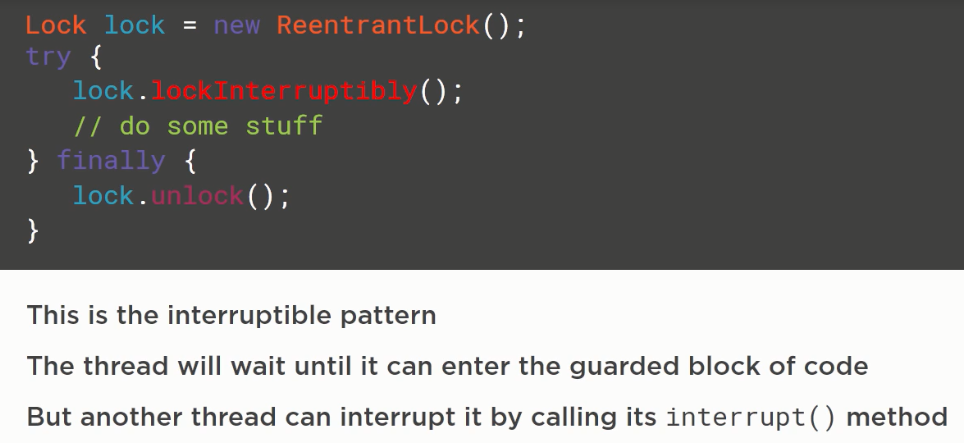 Lock lock = new ReentrantLock();
try {
   lock.lockInterruptibly();
   // do some stuff
} finally {
   lock.unlock();
}
This is the interruptible pattern
The thread will wait until it can enter the guarded block of code
But another thread can interrupt it by calling its interrupt() method